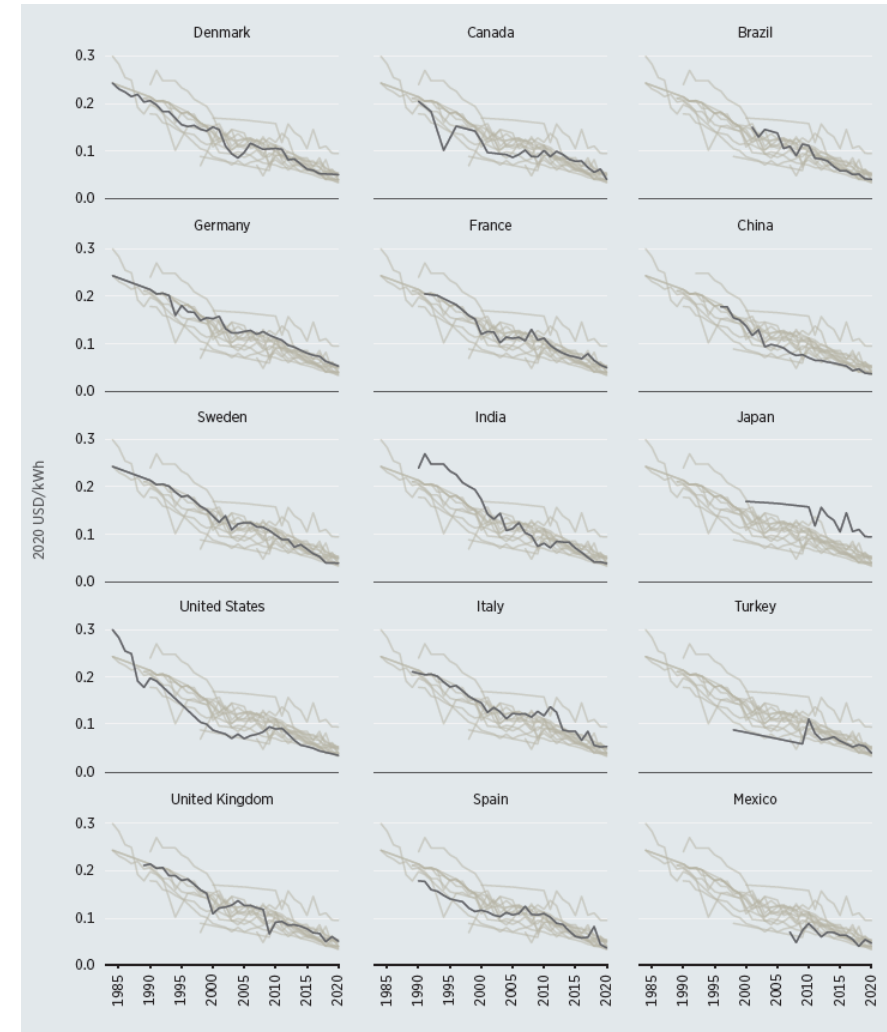 Denmark Canada Brazil
0.3
0.2
0.1
0.0
Germany France China
0.3
0.2
0.1
0.0
Sweden India Japan
0.3
0.2
0.1
0.0
2020 USD/kWh
United States Italy Turkey
0.3
0.2
0.1
0.0
United Kingdom Spain Mexico
0.3
0.2
0.1
0.0
1985 1990 1995 2000 2005 2010 2015 2020 1985 1990 1995 2000 2005 2010 2015 2020 1985 1990 1995 2000 2005 2010 2015 2020